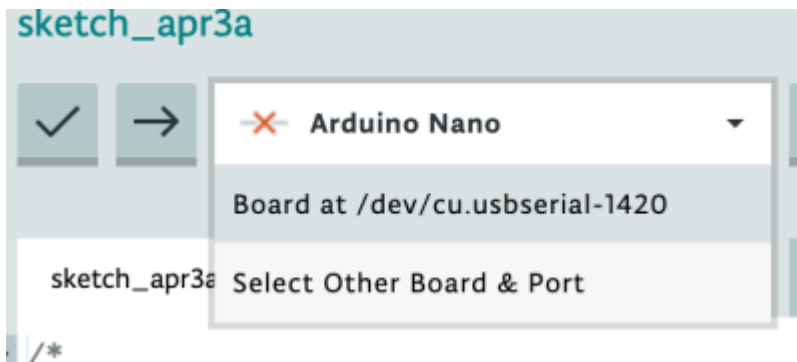 sketch_apr3a
Arduino Nano
Board at /dev/cu.usbserial-1420
sketch_apr3a
Select Other Board & Port
/*